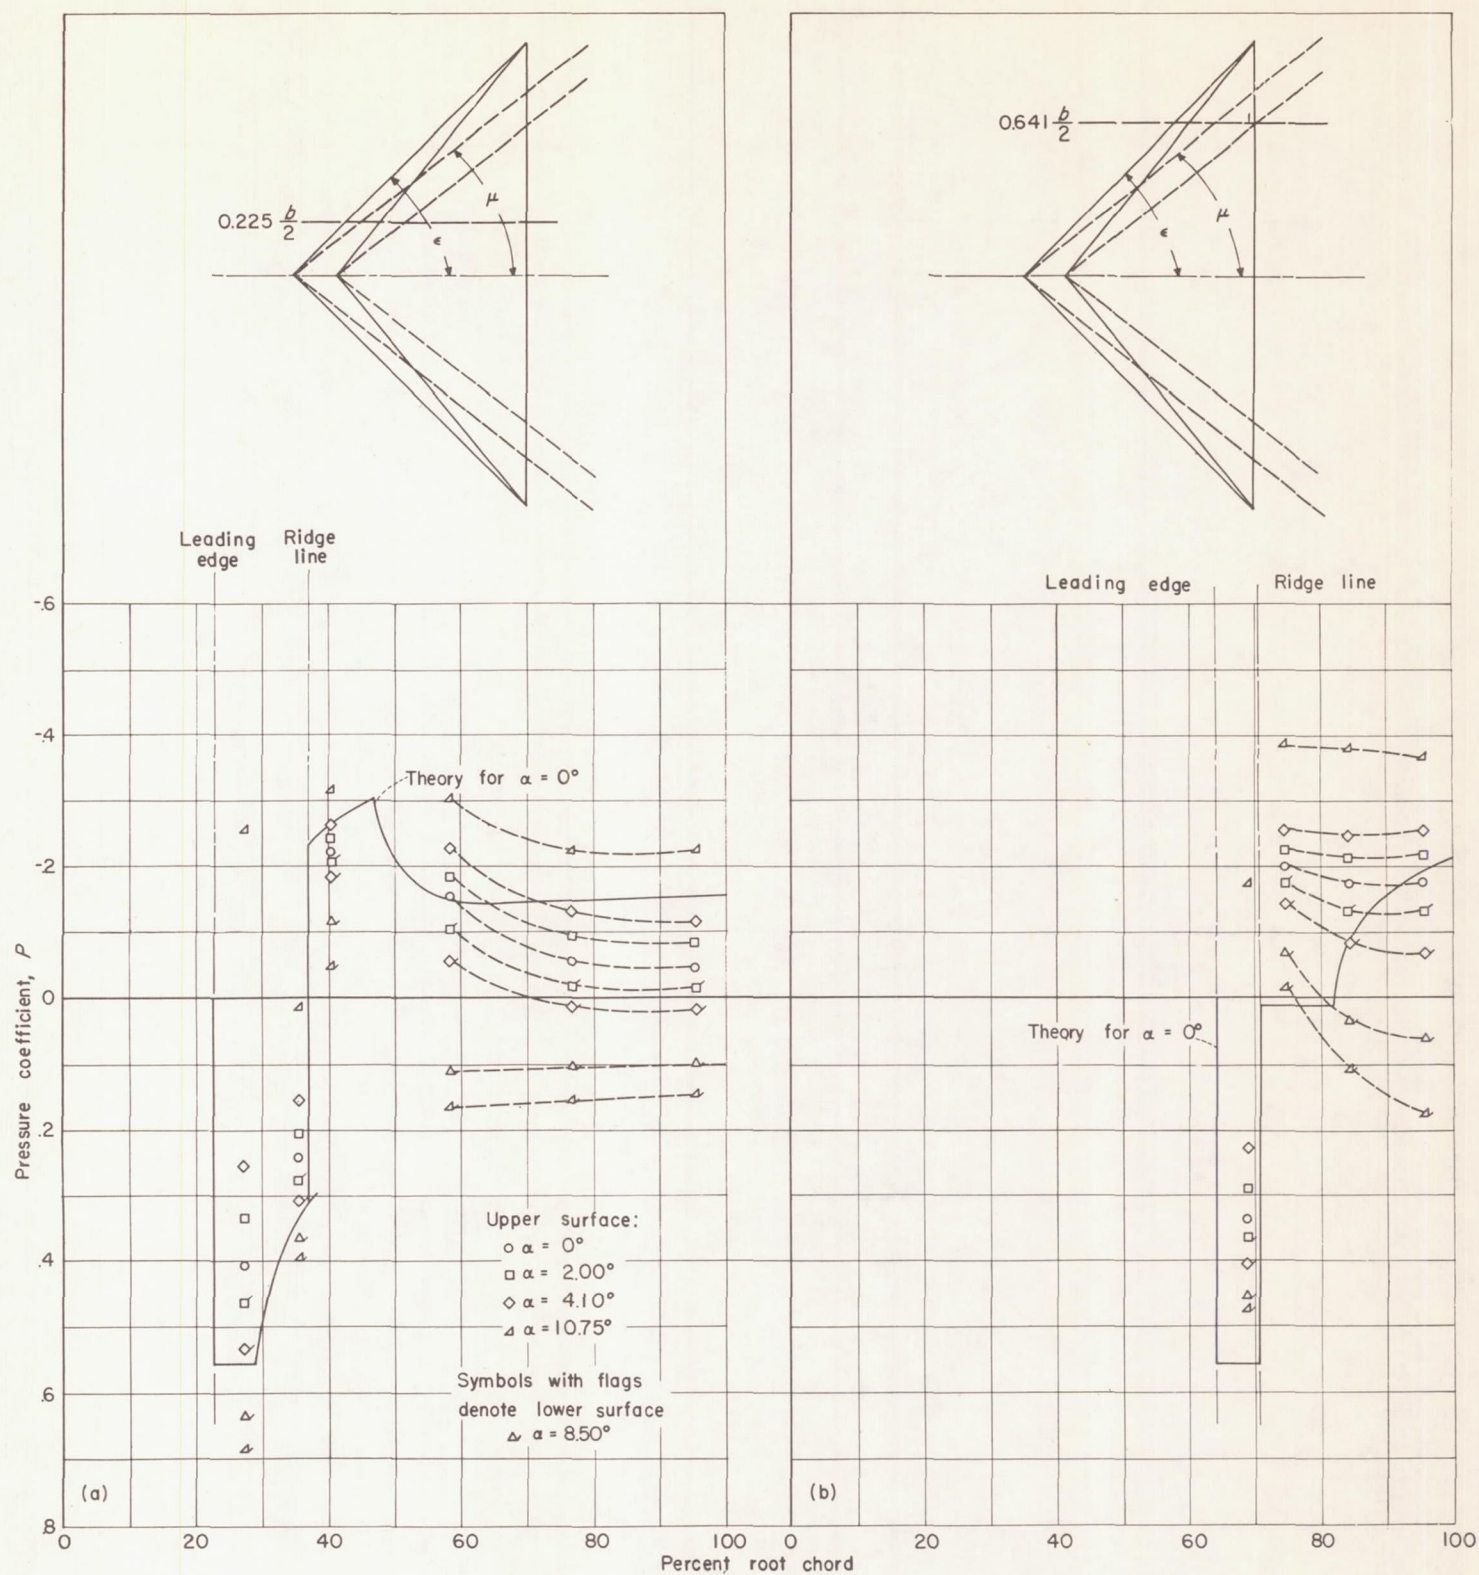 0.225 b/2
ϵ
μ
0.641 b/2
ϵ
μ
Leading edge
Ridge line
Leading edge
Ridge line
-.6
-.4
-.2
0
.2
.4
.6
.8
Pressure coefficient, P
Theory for α = 0°
Theory for α = 0°
Upper surface:
α = 0°
α = 2.00°
α = 4.10°
α = 10.75°
Symbols with flags
denote lower surface
α = 8.50°
(a)
(b)
0 20 40 60 80 100
0 20 40 60 80 100
Percent root chord